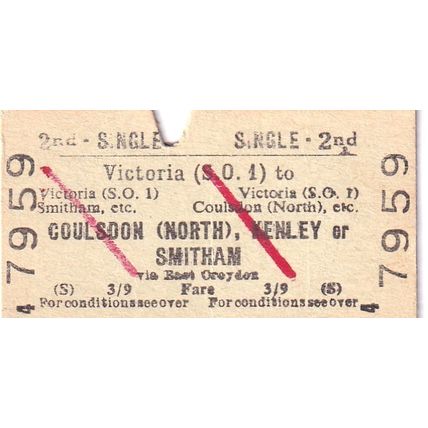 2nd - SINGLE SINGLE - 2nd
Victoria (S.O. 1) to
Victoria (S.O. 1) Victoria (S.O. 1)
Smitham, etc. Coulsdon (North), etc.
COULSDON (NORTH), KENLEY or
SMITHAM
via East Croydon
(S) 3/9 Fare 3/9 (S)
For conditions see over For conditions see over
4 7959
4 7959